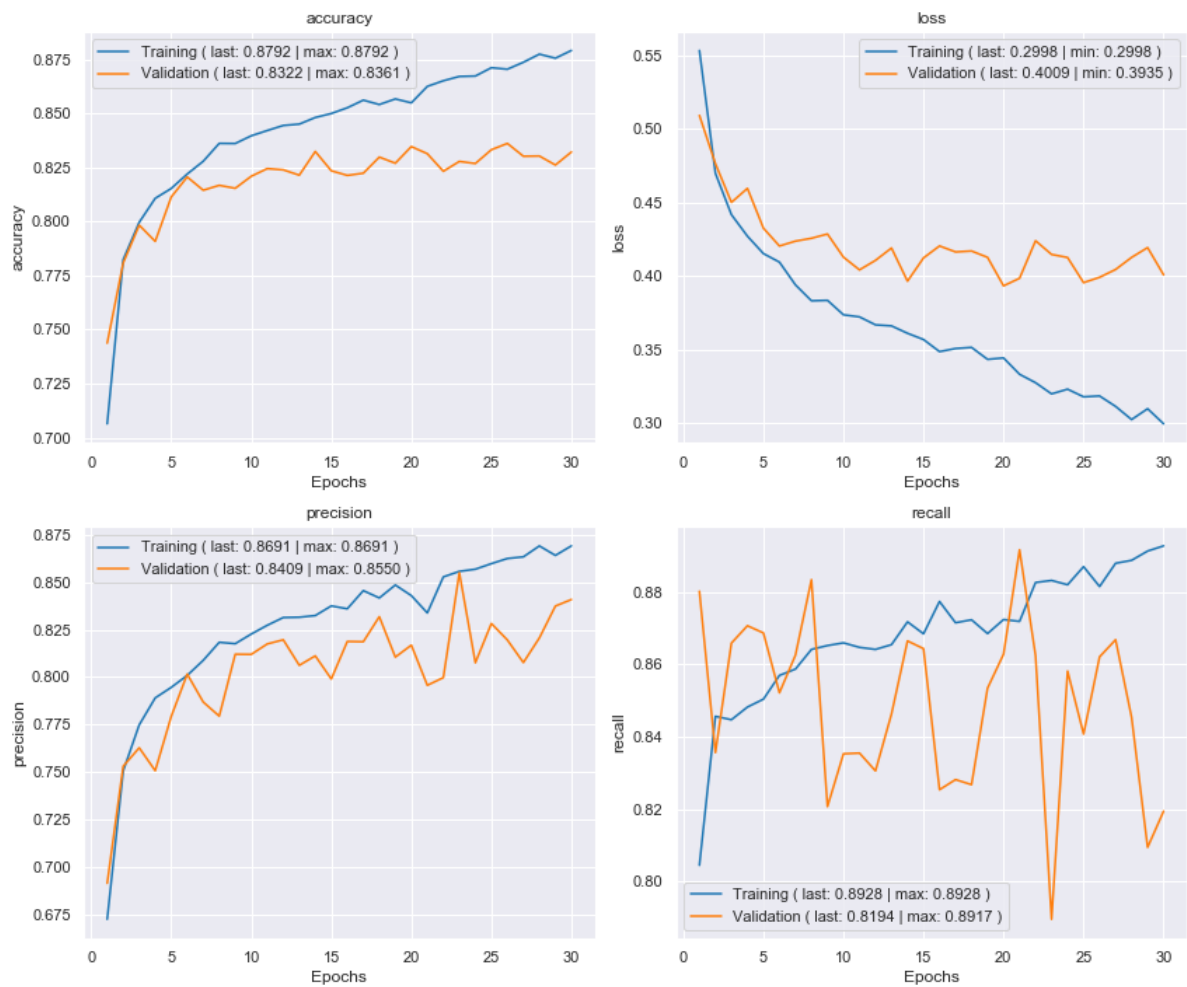 accuracy
Training ( last: 0.8792 | max: 0.8792 )
Validation ( last: 0.8322 | max: 0.8361 )
0.875
0.850
0.825
0.800
0.775
0.750
0.725
0.700
accuracy
0 5 10 15 20 25 30
Epochs
loss
Training ( last: 0.2998 | min: 0.2998 )
Validation ( last: 0.4009 | min: 0.3935 )
0.55
0.50
0.45
0.40
0.35
0.30
loss
0 5 10 15 20 25 30
Epochs
precision
Training ( last: 0.8691 | max: 0.8691 )
Validation ( last: 0.8409 | max: 0.8550 )
0.875
0.850
0.825
0.800
0.775
0.750
0.725
0.700
0.675
precision
0 5 10 15 20 25 30
Epochs
recall
0.88
0.86
0.84
0.82
0.80
recall
Training ( last: 0.8928 | max: 0.8928 )
Validation ( last: 0.8194 | max: 0.8917 )
0 5 10 15 20 25 30
Epochs